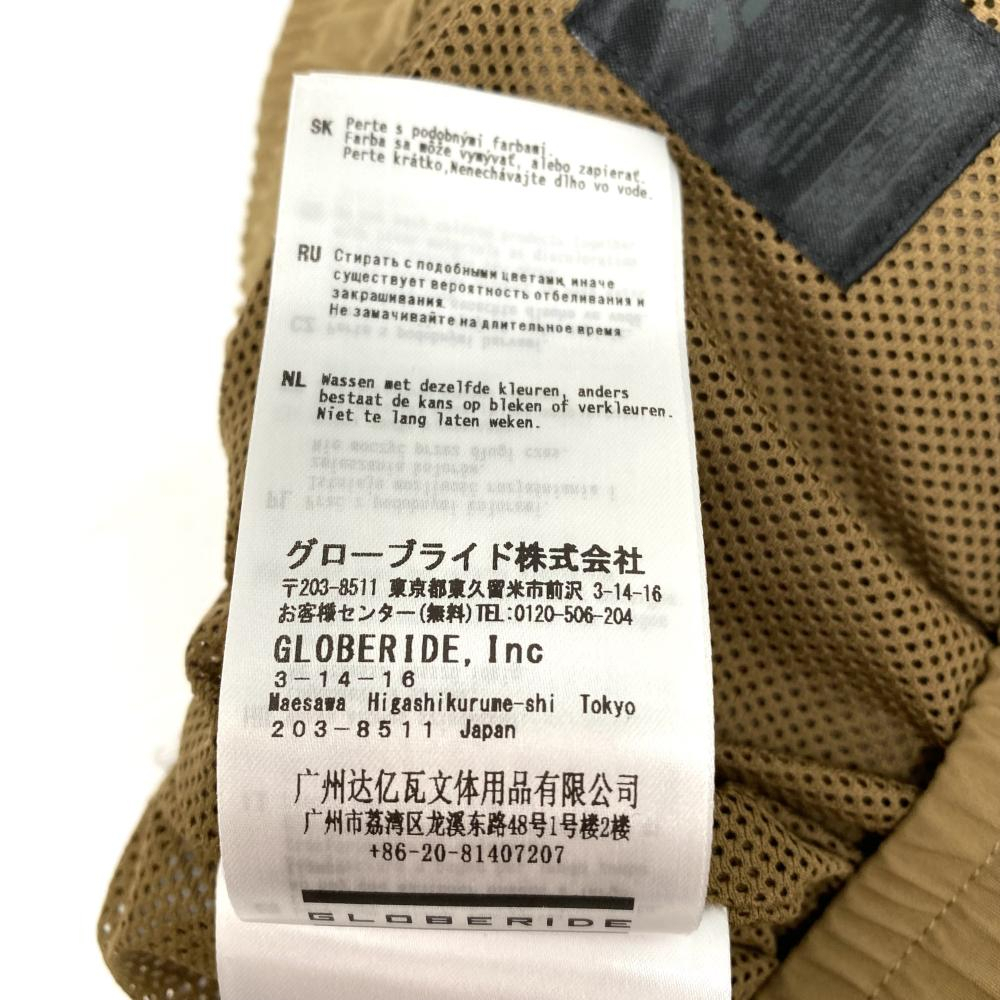 SK Perte s podobnými farbami.
Farba sa môže vymývať, alebo zapierať.
Perte krátko,Nenechávajte dlho vo vode.
RU Стирать с подобными цветами, иначе
существует вероятность отбеливания и
закрашивания.
Не замачивайте на длительное время
NL Wassen met dezelfde kleuren, anders
bestaat de kans op bleken of verkleuren.
Niet te lang laten weken.
グローブライド株式会社
〒203-8511 東京都東久留米市前沢 3-14-16
お客様センター(無料)TEL:0120-506-204
GLOBERIDE, Inc
3-14-16
Maesawa Higashikurume-shi Tokyo
203-8511 Japan
广州达亿瓦文体用品有限公司
广州市荔湾区龙溪东路48号1号楼2楼
+86-20-81407207
GLOBERIDE